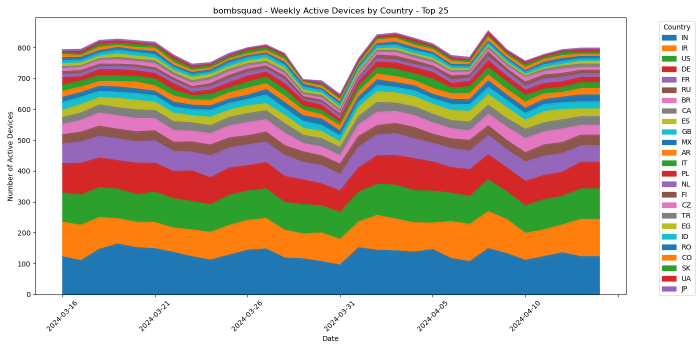 bombsquad - Weekly Active Devices by Country - Top 25
Number of Active Devices
800
700
600
500
400
300
200
100
0
2024-03-16
2024-03-21
2024-03-26
2024-03-31
2024-04-05
2024-04-10
Date
Country
IN
IR
US
DE
FR
RU
BR
CA
ES
GB
MX
AR
IT
PL
NL
FI
CZ
TR
EG
ID
RO
CO
SK
UA
JP